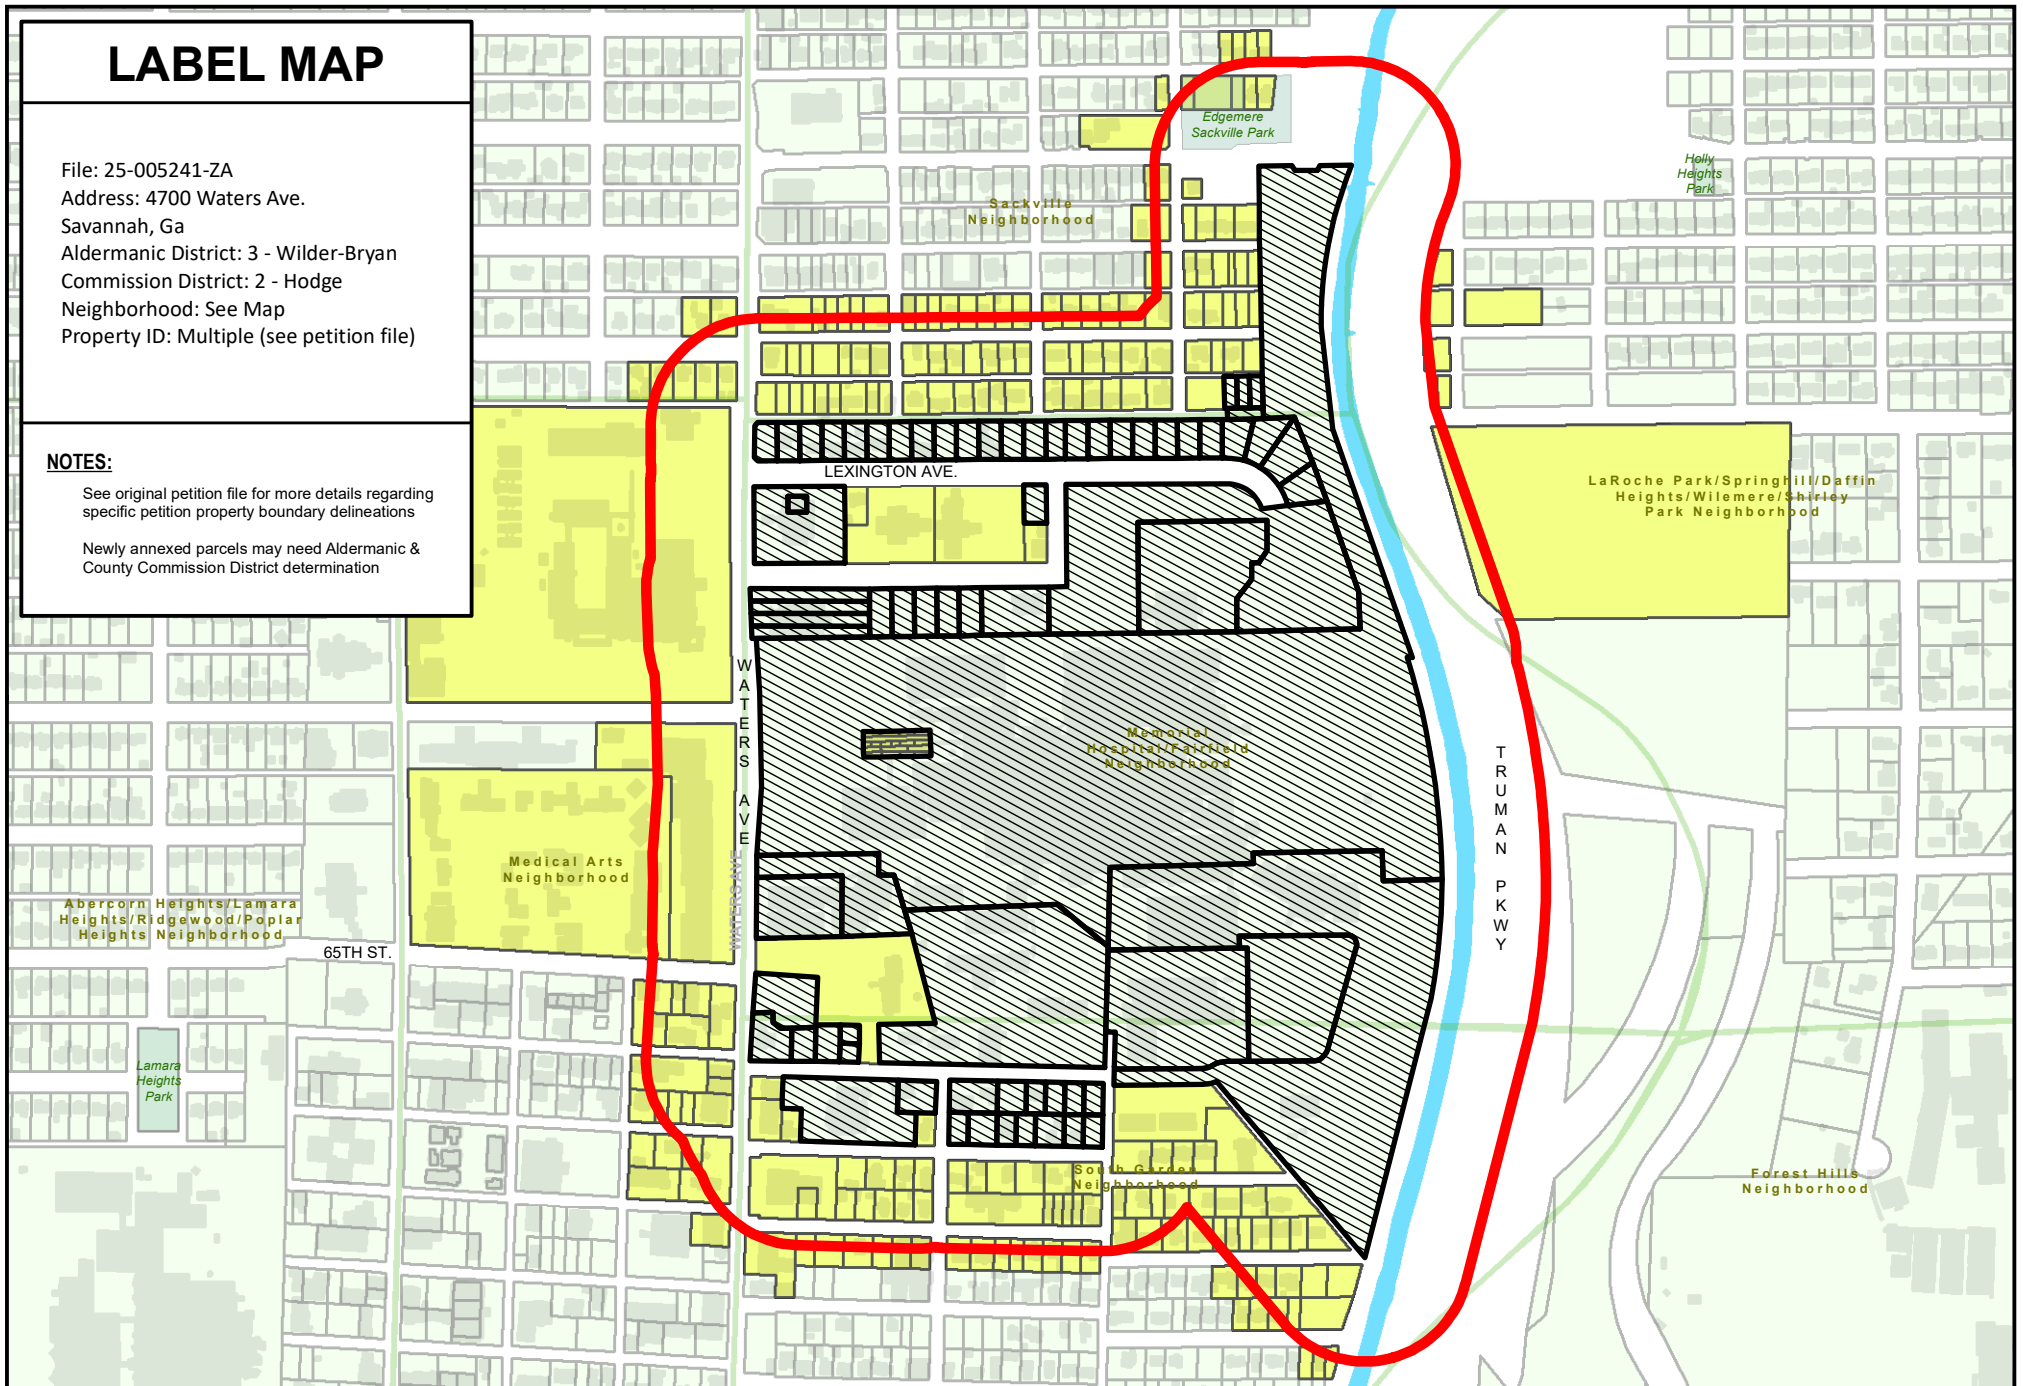 LABEL MAP
File: 25-005241-ZA
Address: 4700 Waters Ave.
Savannah, Ga
Aldermanic District: 3 - Wilder-Bryan
Commission District: 2 - Hodge
Neighborhood: See Map
Property ID: Multiple (see petition file)
NOTES:
See original petition file for more details regarding
specific petition property boundary delineations
Newly annexed parcels may need Aldermanic &
County Commission District determination
Edgemere
Sackville Park
Holly
Heights
Park
Sackville
Neighborhood
LEXINGTON AVE.
LaRoche Park/Springhill/Daffin
Heights/Wilemere/Shirley
Park Neighborhood
WATERS AVE
Memorial
Hospital/Fairfield
Neighborhood
TRUMAN PKWY
WATERS AVE
Medical Arts
Neighborhood
Abercorn Heights/Lamara
Heights/Ridgewood/Poplar
Heights Neighborhood
65TH ST.
Lamara
Heights
Park
South Garden
Neighborhood
Forest Hills
Neighborhood